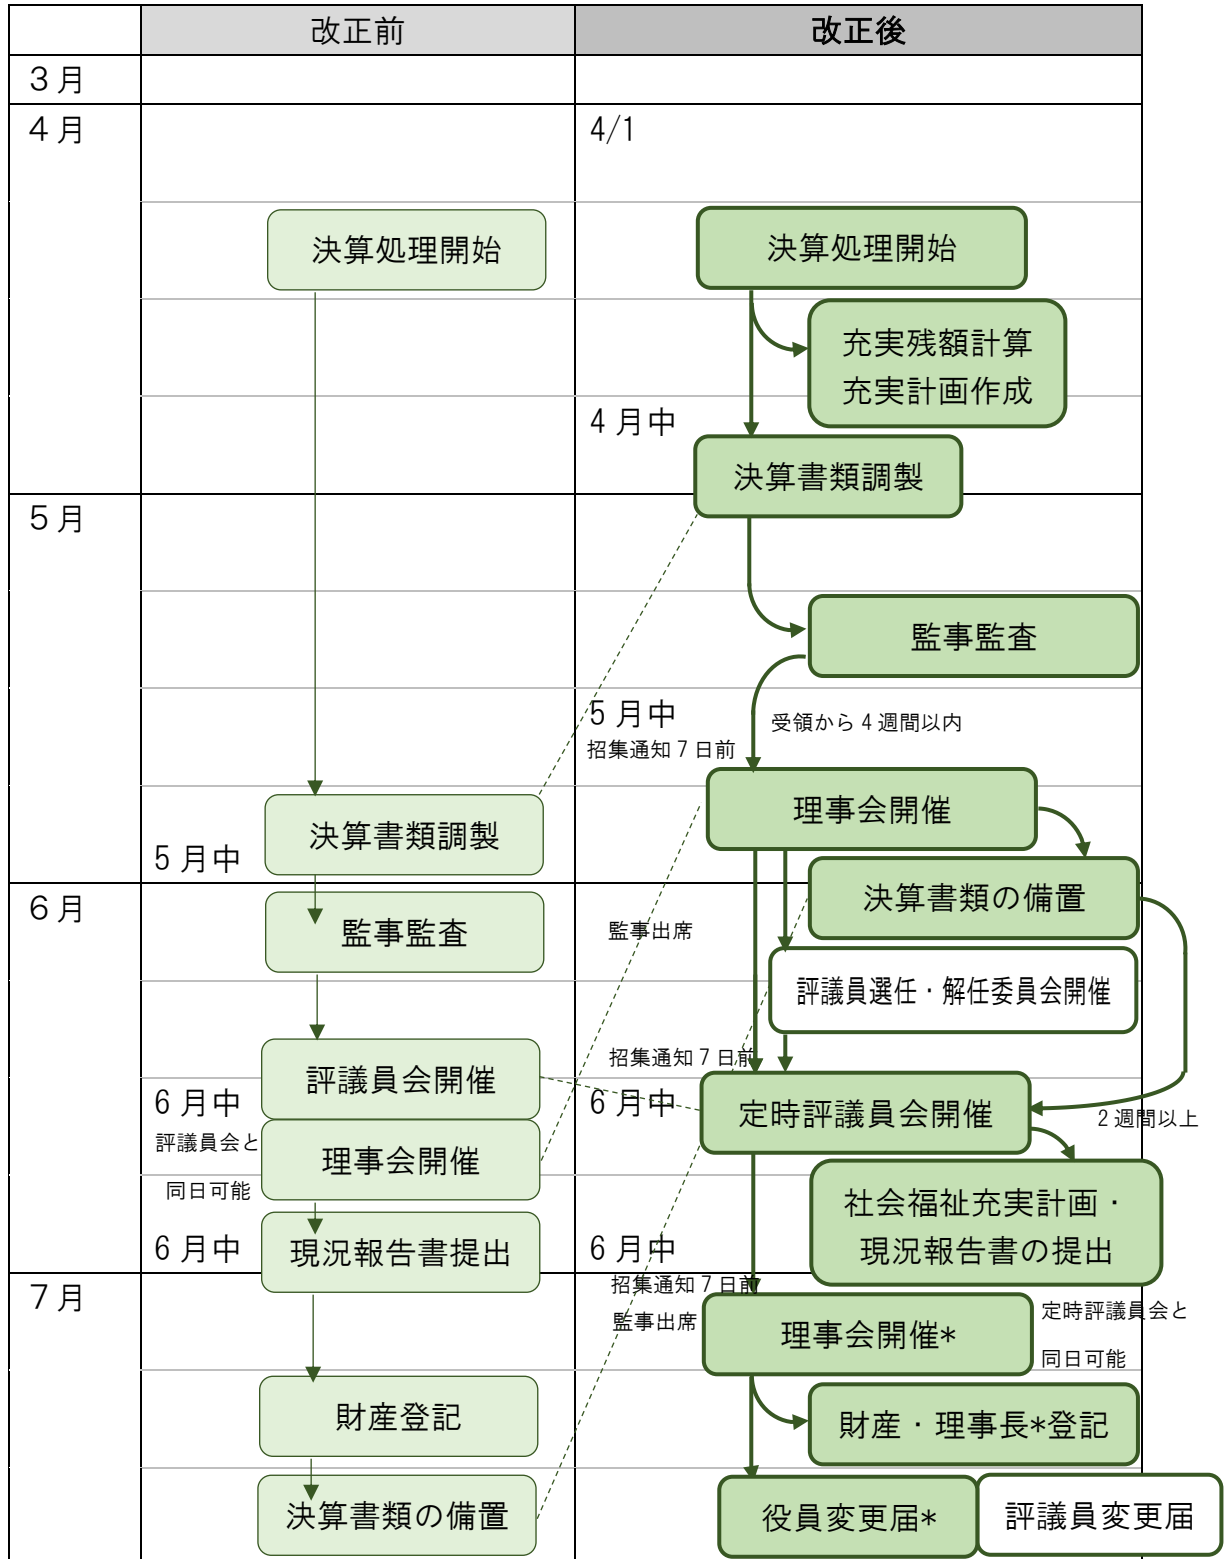 改正前
改正後
３月
４月
4/1
決算処理開始
決算処理開始
充実残額計算
充実計画作成
4 月中
決算書類調製
５月
監事監査
5 月中
受領から 4 週間以内
招集通知 7 日前
理事会開催
決算書類調製
5 月中
６月
決算書類の備置
監事監査
監事出席
評議員選任・解任委員会開催
招集通知 7 日前
評議員会開催
6 月中
6 月中
定時評議員会開催
2 週間以上
評議員会と
理事会開催
同日可能
社会福祉充実計画・
現況報告書の提出
6 月中
現況報告書提出
6 月中
７月
招集通知 7 日前
監事出席
理事会開催*
定時評議員会と
同日可能
財産登記
財産・理事長*登記
決算書類の備置
役員変更届*
評議員変更届